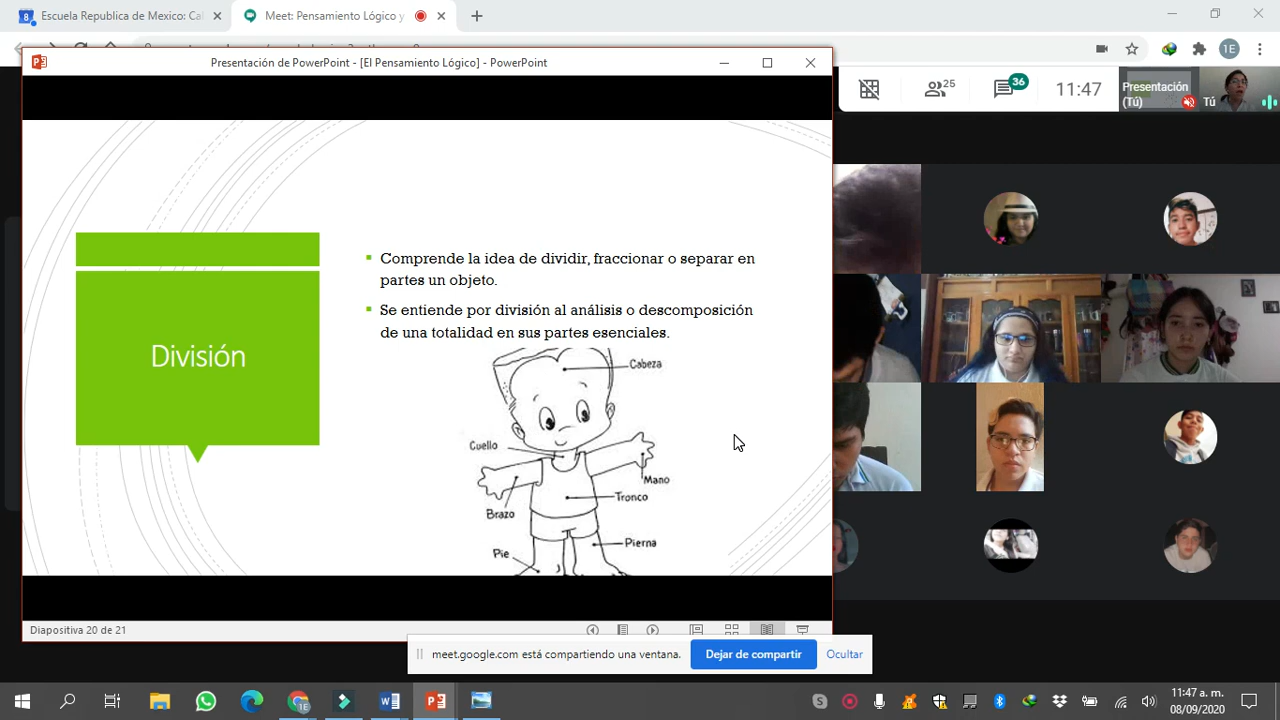 Escuela Republica de Mexico: Cal
Meet: Pensamiento Lógico y
1E
Presentación de PowerPoint - [El Pensamiento Lógico] - PowerPoint
25
36
11:47
Presentación
(Tú)
Tú
División
Comprende la idea de dividir, fraccionar o separar en
partes un objeto.
Se entiende por división al análisis o descomposición
de una totalidad en sus partes esenciales.
Cabeza
Cuello
Mano
Tronco
Brazo
Pierna
Pie
Diapositiva 20 de 21
meet.google.com está compartiendo una ventana.
Dejar de compartir
Ocultar
11:47 a. m.
08/09/2020